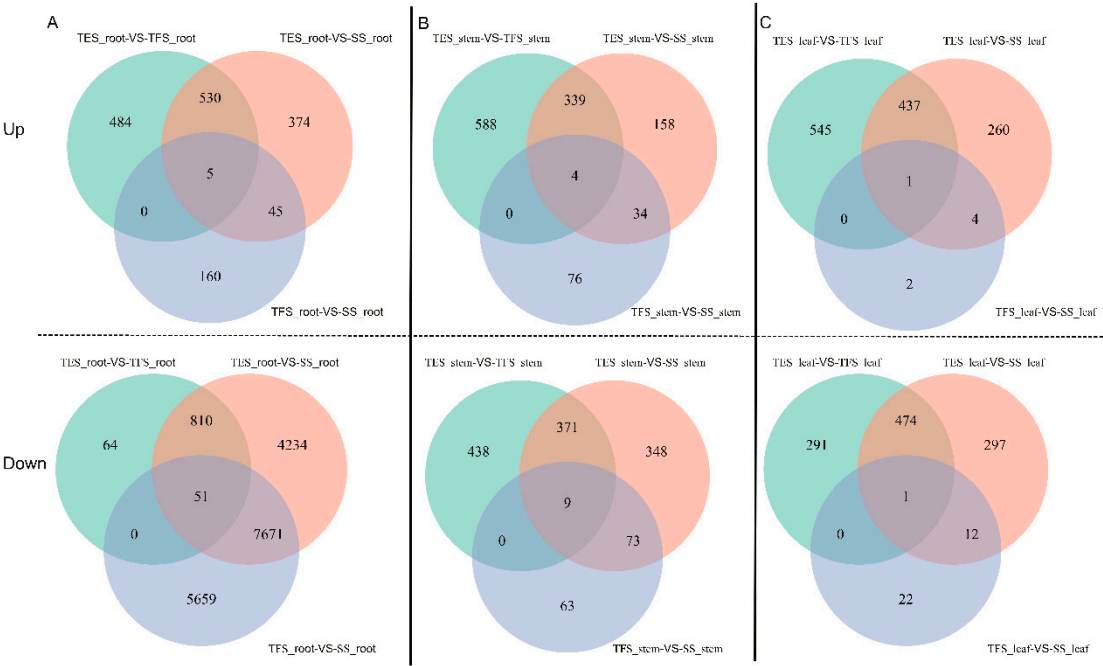 A
B
C
TES_root-VS-TFS_root
TES_root-VS-SS_root
TES_stem-VS-TFS_stem
TES_stem-VS-SS_stem
TES_leaf-VS-TFS_leaf
TES_leaf-VS-SS_leaf
Up
484
530
374
5
0
45
160
TFS_root-VS-SS_root
588
339
158
4
0
34
76
TFS_stem-VS-SS_stem
545
437
260
1
0
4
2
TFS_leaf-VS-SS_leaf
TES_root-VS-TFS_root
TES_root-VS-SS_root
TES_stem-VS-TFS_stem
TES_stem-VS-SS_stem
TES_leaf-VS-TFS_leaf
TES_leaf-VS-SS_leaf
Down
64
810
4234
51
0
7671
5659
TFS_root-VS-SS_root
438
371
348
9
0
73
63
TFS_stem-VS-SS_stem
291
474
297
1
0
12
22
TFS_leaf-VS-SS_leaf